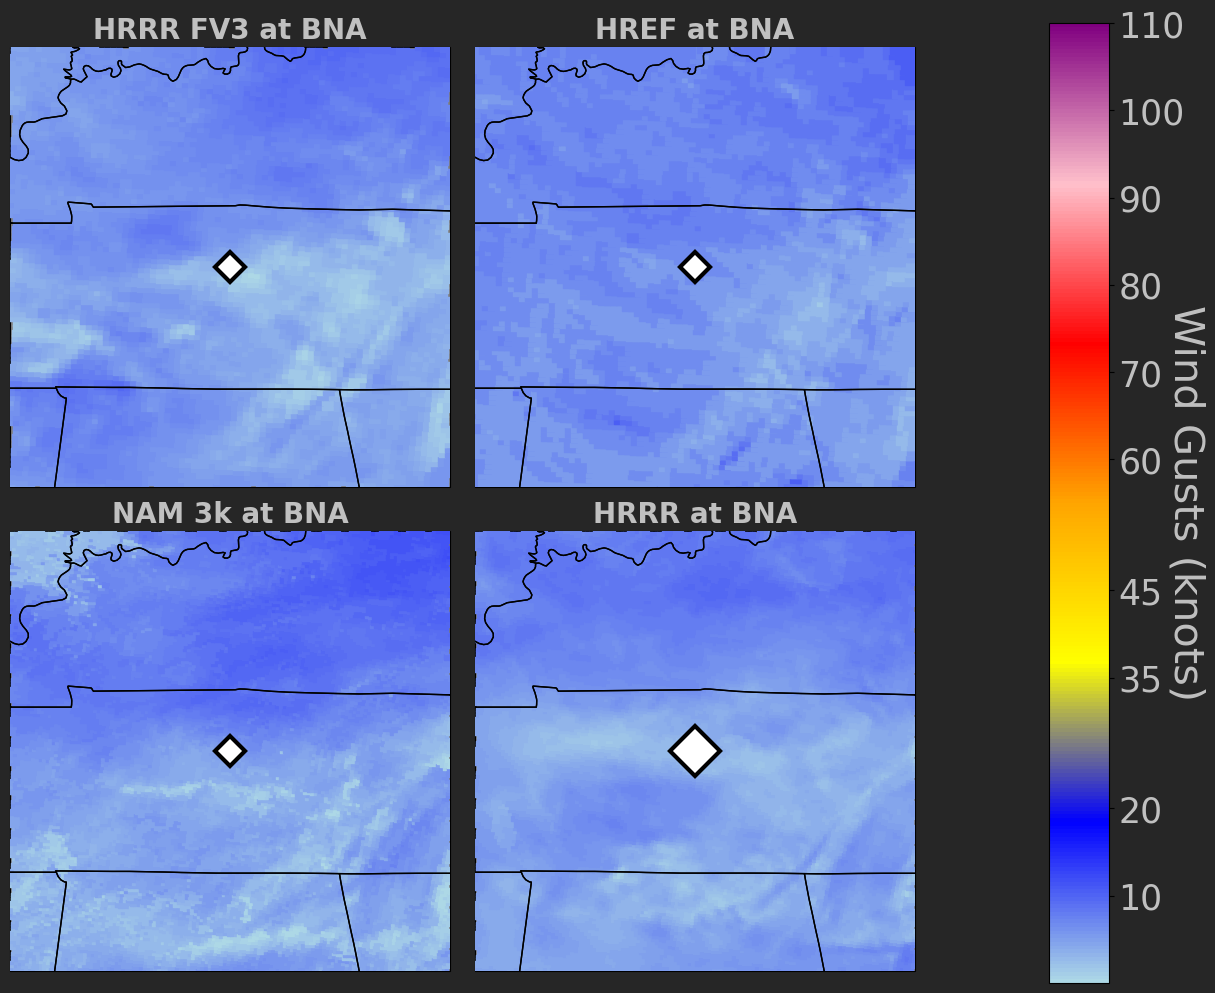 HRRR FV3 at BNA
HREF at BNA
NAM 3k at BNA
HRRR at BNA
110
100
90
80
70
60
45
35
20
10
Wind Gusts (knots)